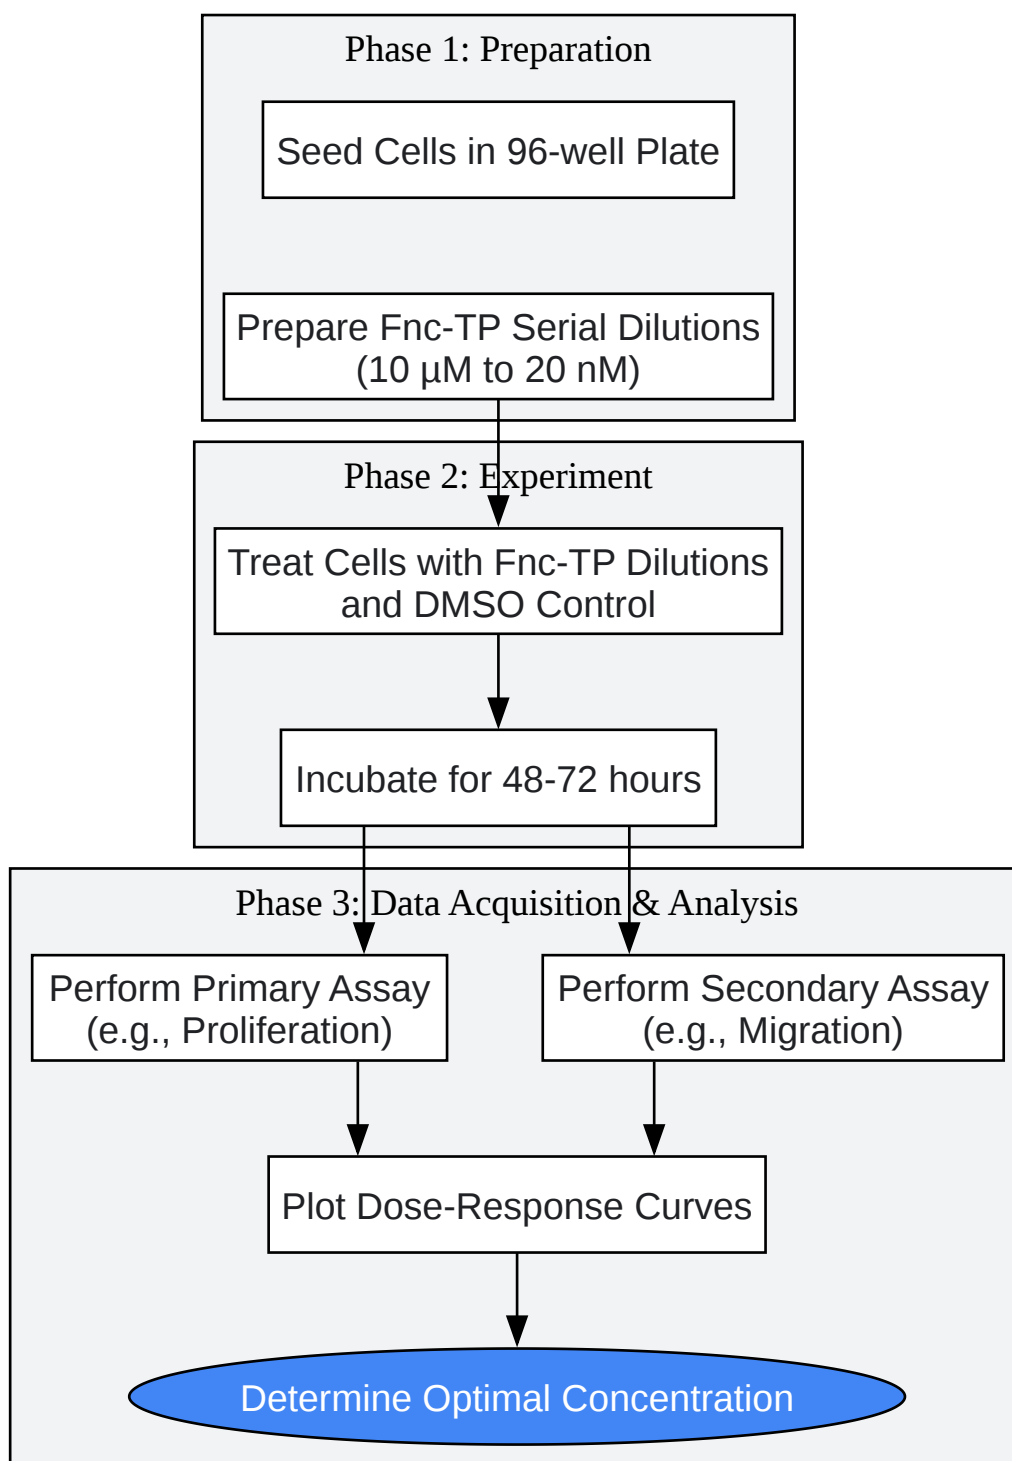 Phase 1: Preparation
Seed Cells in 96-well Plate
Prepare Fnc-TP Serial Dilutions
(10 µM to 20 nM)
Phase 2: Experiment
Treat Cells with Fnc-TP Dilutions
and DMSO Control
Incubate for 48-72 hours
Phase 3: Data Acquisition & Analysis
Perform Primary Assay
(e.g., Proliferation)
Perform Secondary Assay
(e.g., Migration)
Plot Dose-Response Curves
Determine Optimal Concentration